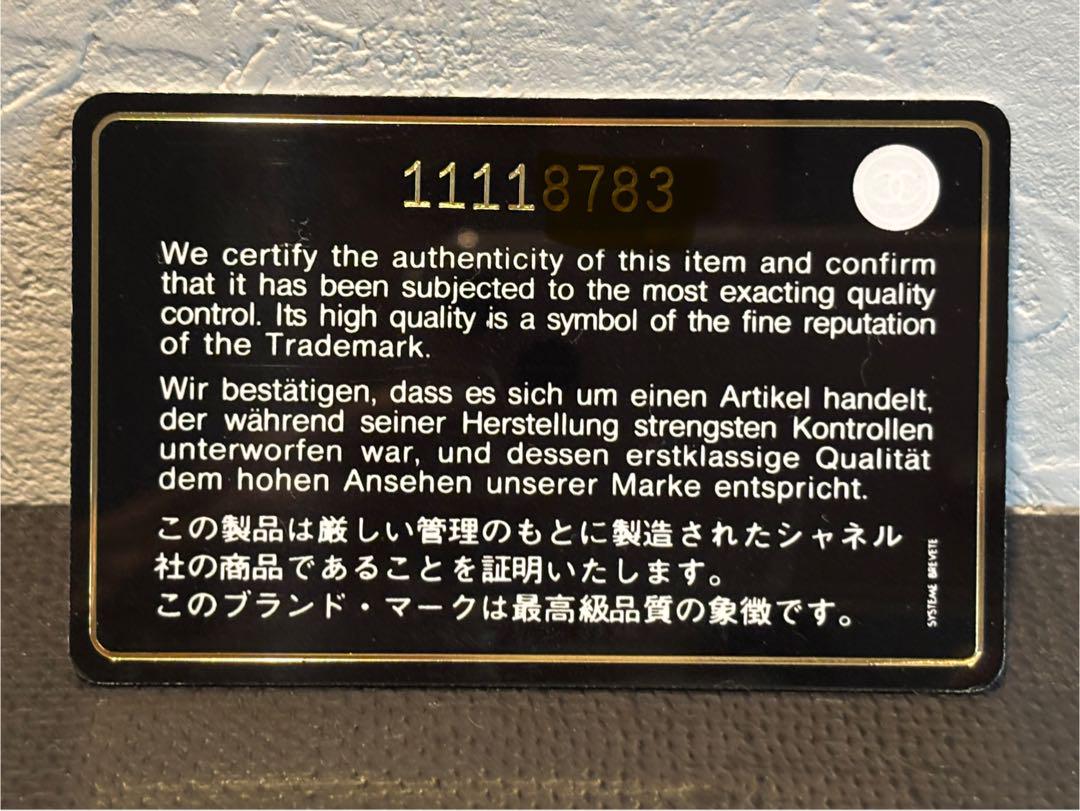 11118783
We certify the authenticity of this item and confirm
that it has been subjected to the most exacting quality
control. Its high quality is a symbol of the fine reputation
of the Trademark.
Wir bestätigen, dass es sich um einen Artikel handelt,
der während seiner Herstellung strengsten Kontrollen
unterworfen war, und dessen erstklassige Qualität
dem hohen Ansehen unserer Marke entspricht.
この製品は厳しい管理のもとに製造されたシャネル
社の商品であることを証明いたします。
このブランド・マークは最高級品質の象徴です。
SYSTEME BREVETE